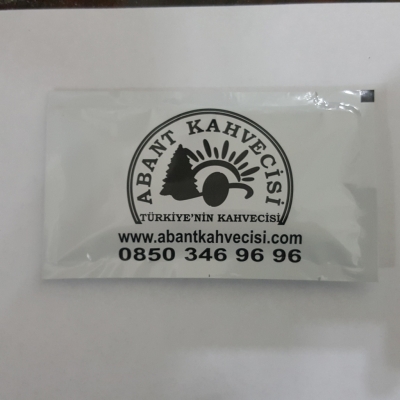 ABANT KAHVECİSİ
TÜRKİYE'NİN KAHVECİSİ
www.abantkahvecisi.com
0850 346 96 96